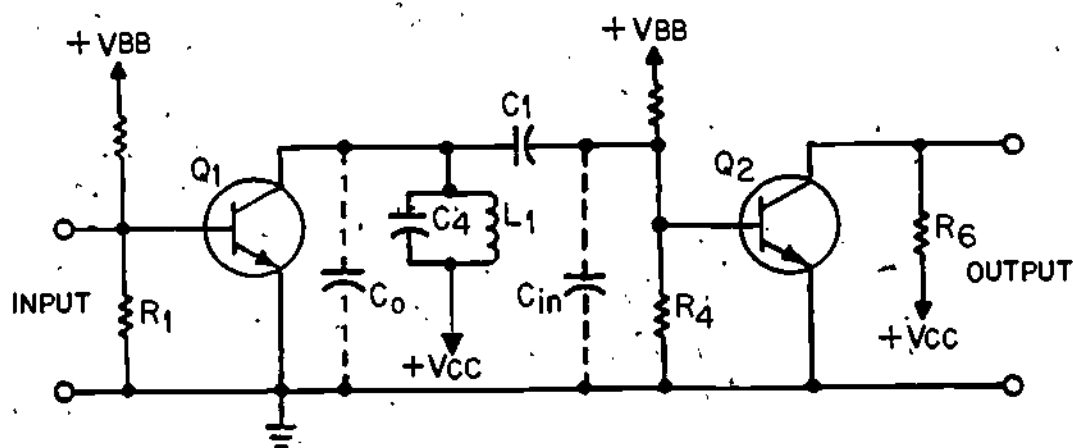 +VBB
+VBB
C1
Q1
Q2
C4
L1
R6
INPUT
R1
Co
Cin
R4
OUTPUT
+VCC
+VCC